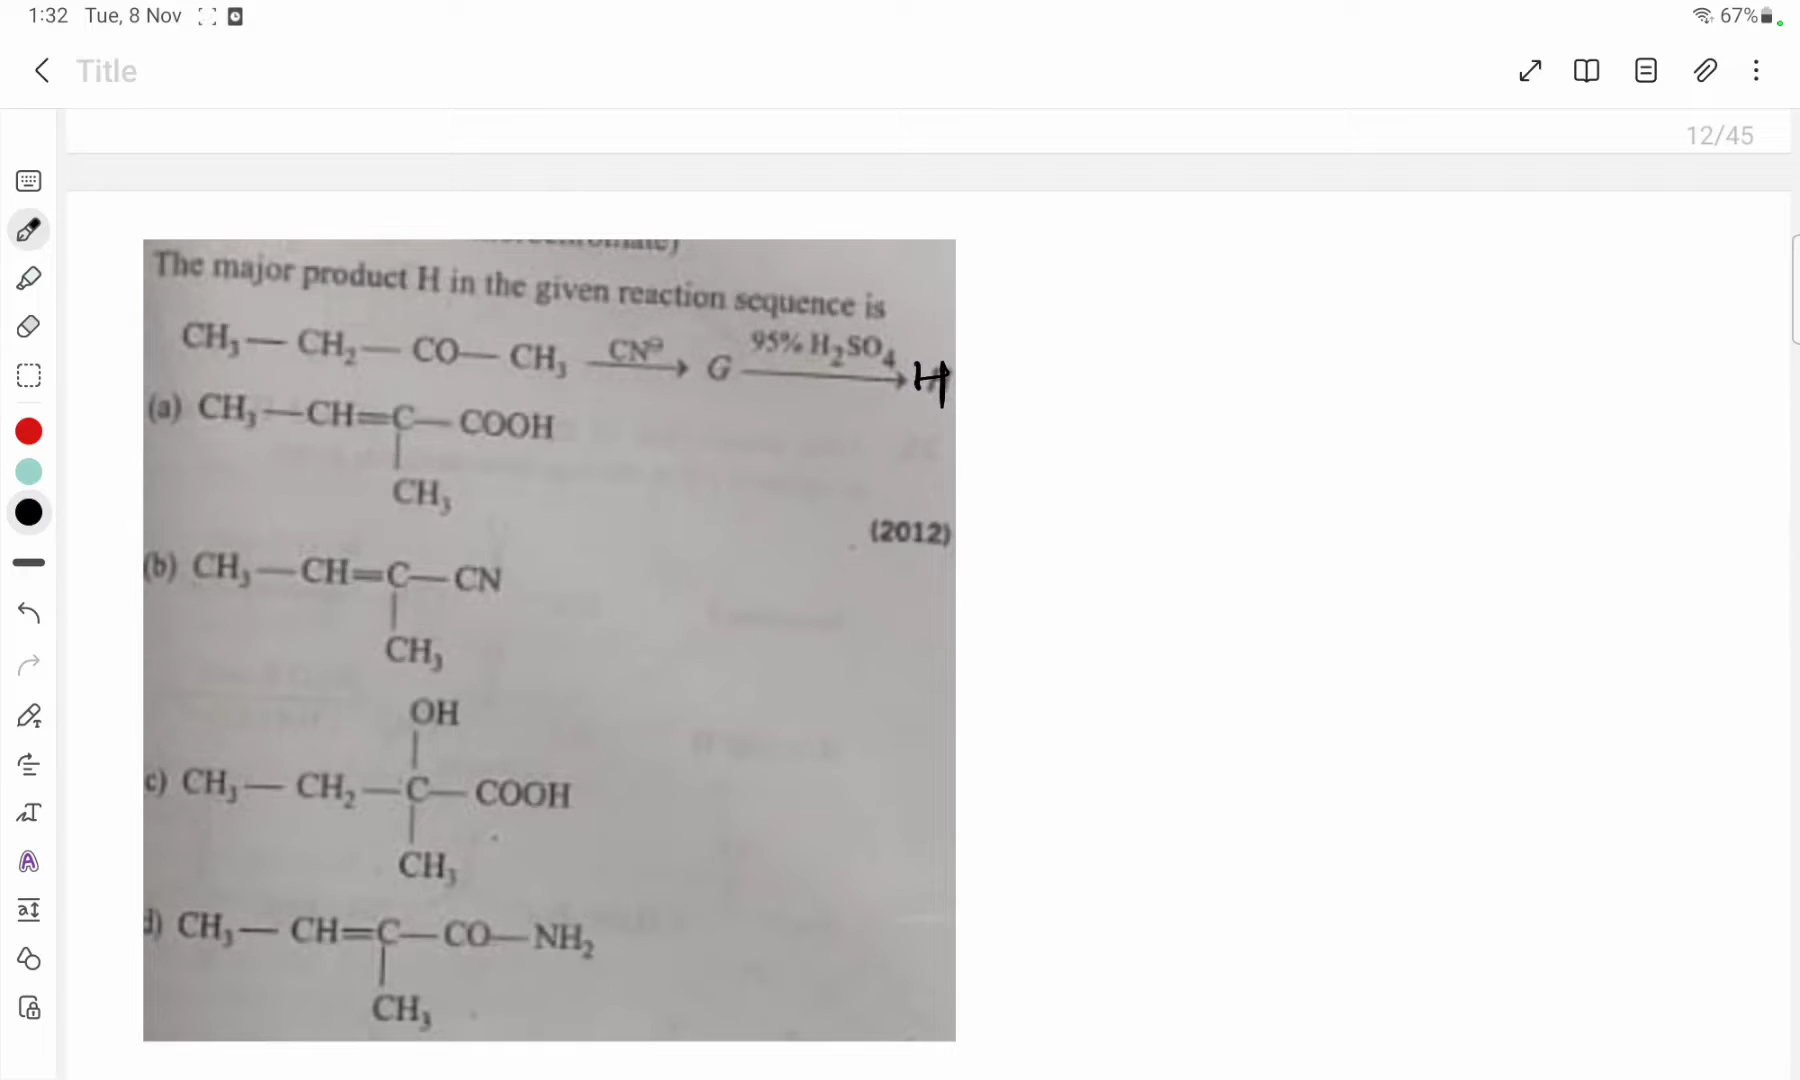 1:32 Tue, 8 Nov
67%
Title
12/45
The major product H in the given reaction sequence is
CH₃— CH₂— CO— CH₃ —CN⊖→ G —95% H₂SO₄→ H
(a) CH₃—CH=C—COOH
CH₃
(2012)
(b) CH₃—CH=C—CN
CH₃
OH
c) CH₃— CH₂—C—COOH
CH₃
d) CH₃— CH=C—CO—NH₂
CH₃